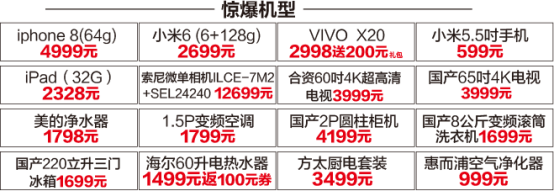 惊爆机型
iphone 8(64g)
4999元
小米6 (6+128g)
2699元
VIVO X20
2998送200元礼包
小米5.5吋手机
599元
iPad（32G）
2328元
索尼微单相机ILCE-7M2
+SEL24240 12699元
合资60吋4K超高清
电视3999元
国产65吋4K电视
3999元
美的净水器
1798元
1.5P变频空调
1799元
国产2P圆柱柜机
4199元
国产8公斤变频滚筒
洗衣机1699元
国产220立升三门
冰箱1699元
海尔60升电热水器
1499元返100元券
方太厨电套装
3499元
惠而浦空气净化器
999元